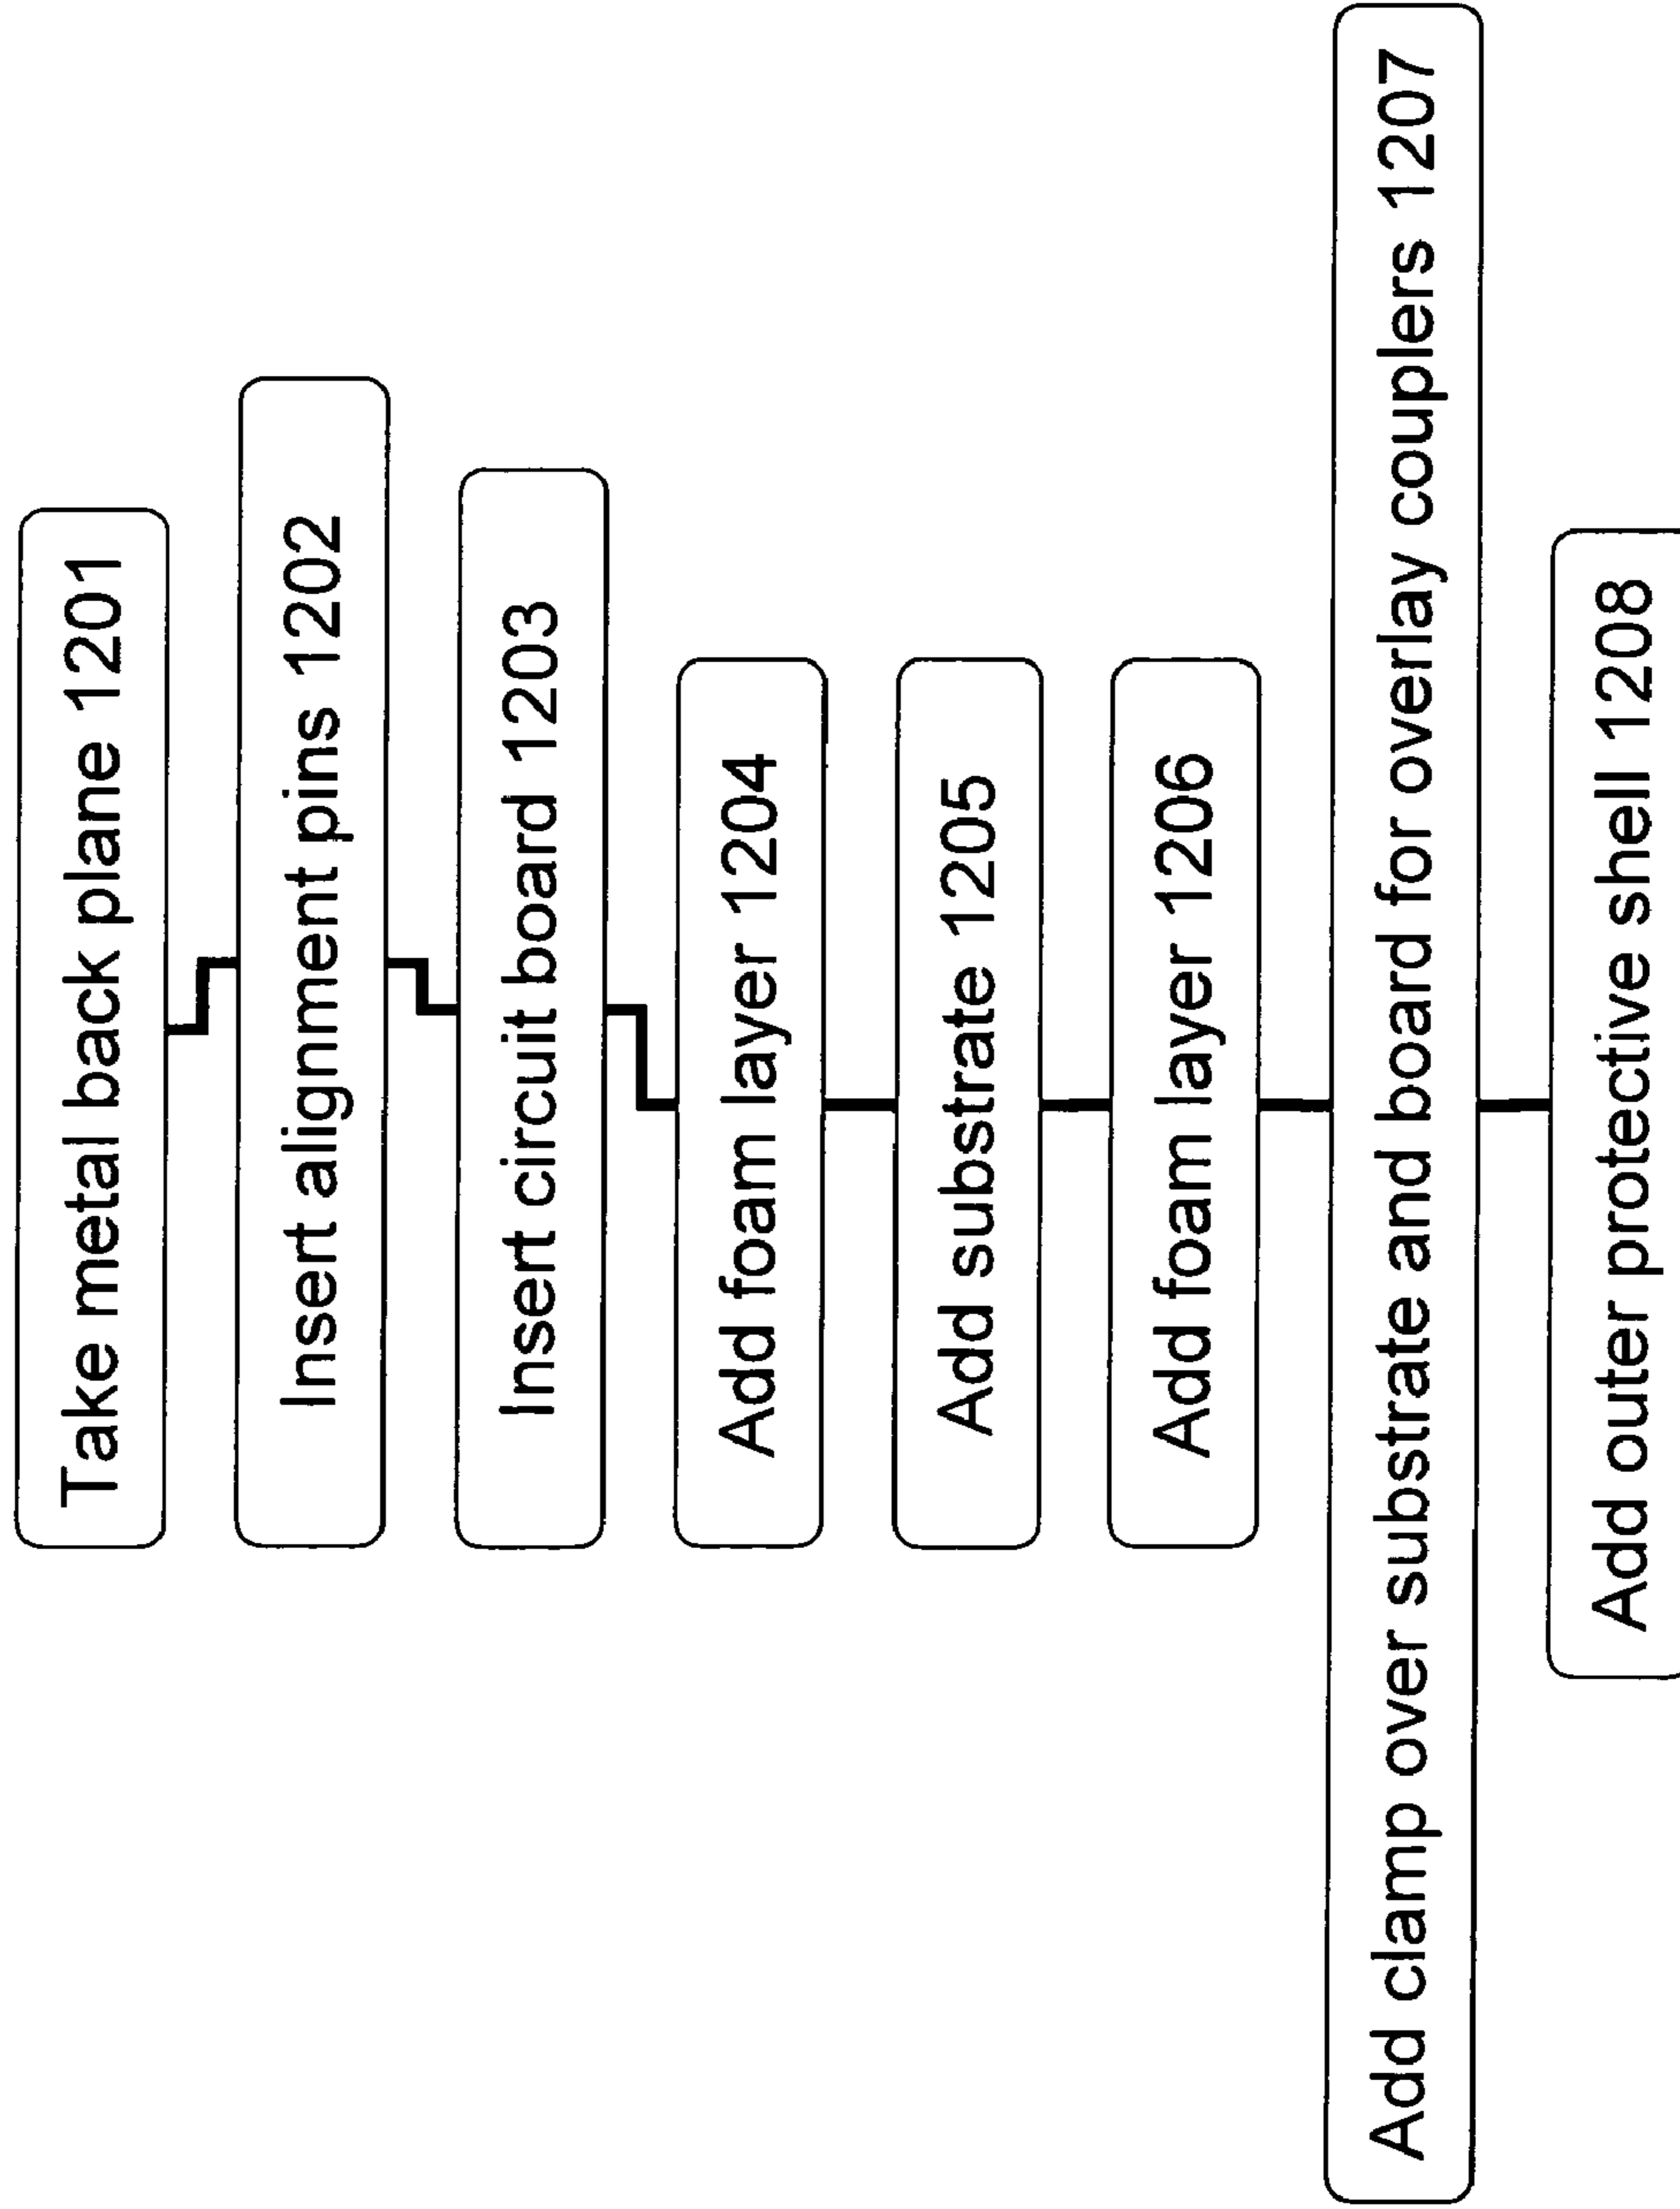 Take metal back plane 1201
Insert alignment pins 1202
Insert circuit board 1203
Add foam layer 1204
Add substrate 1205
Add foam layer 1206
Add clamp over substrate and board for overlay couplers 1207
Add outer protective shell 1208